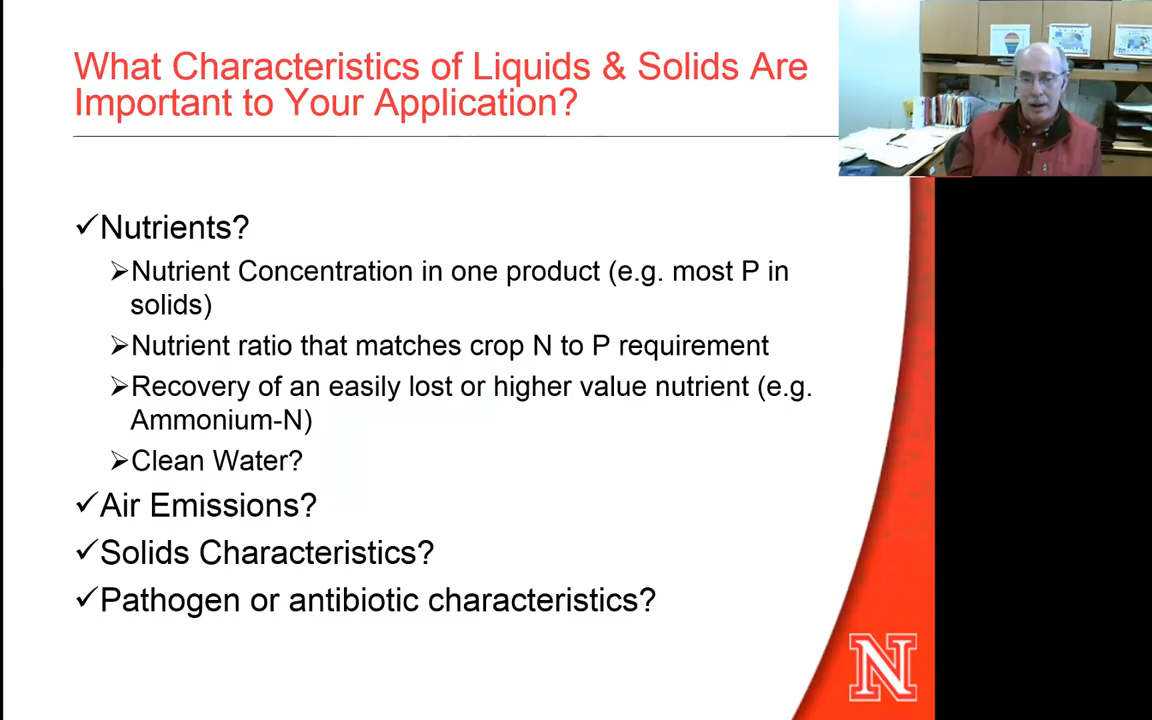 What Characteristics of Liquids & Solids Are
Important to Your Application?
✓Nutrients?
➢Nutrient Concentration in one product (e.g. most P in
solids)
➢Nutrient ratio that matches crop N to P requirement
➢Recovery of an easily lost or higher value nutrient (e.g.
Ammonium-N)
➢Clean Water?
✓Air Emissions?
✓Solids Characteristics?
✓Pathogen or antibiotic characteristics?
N